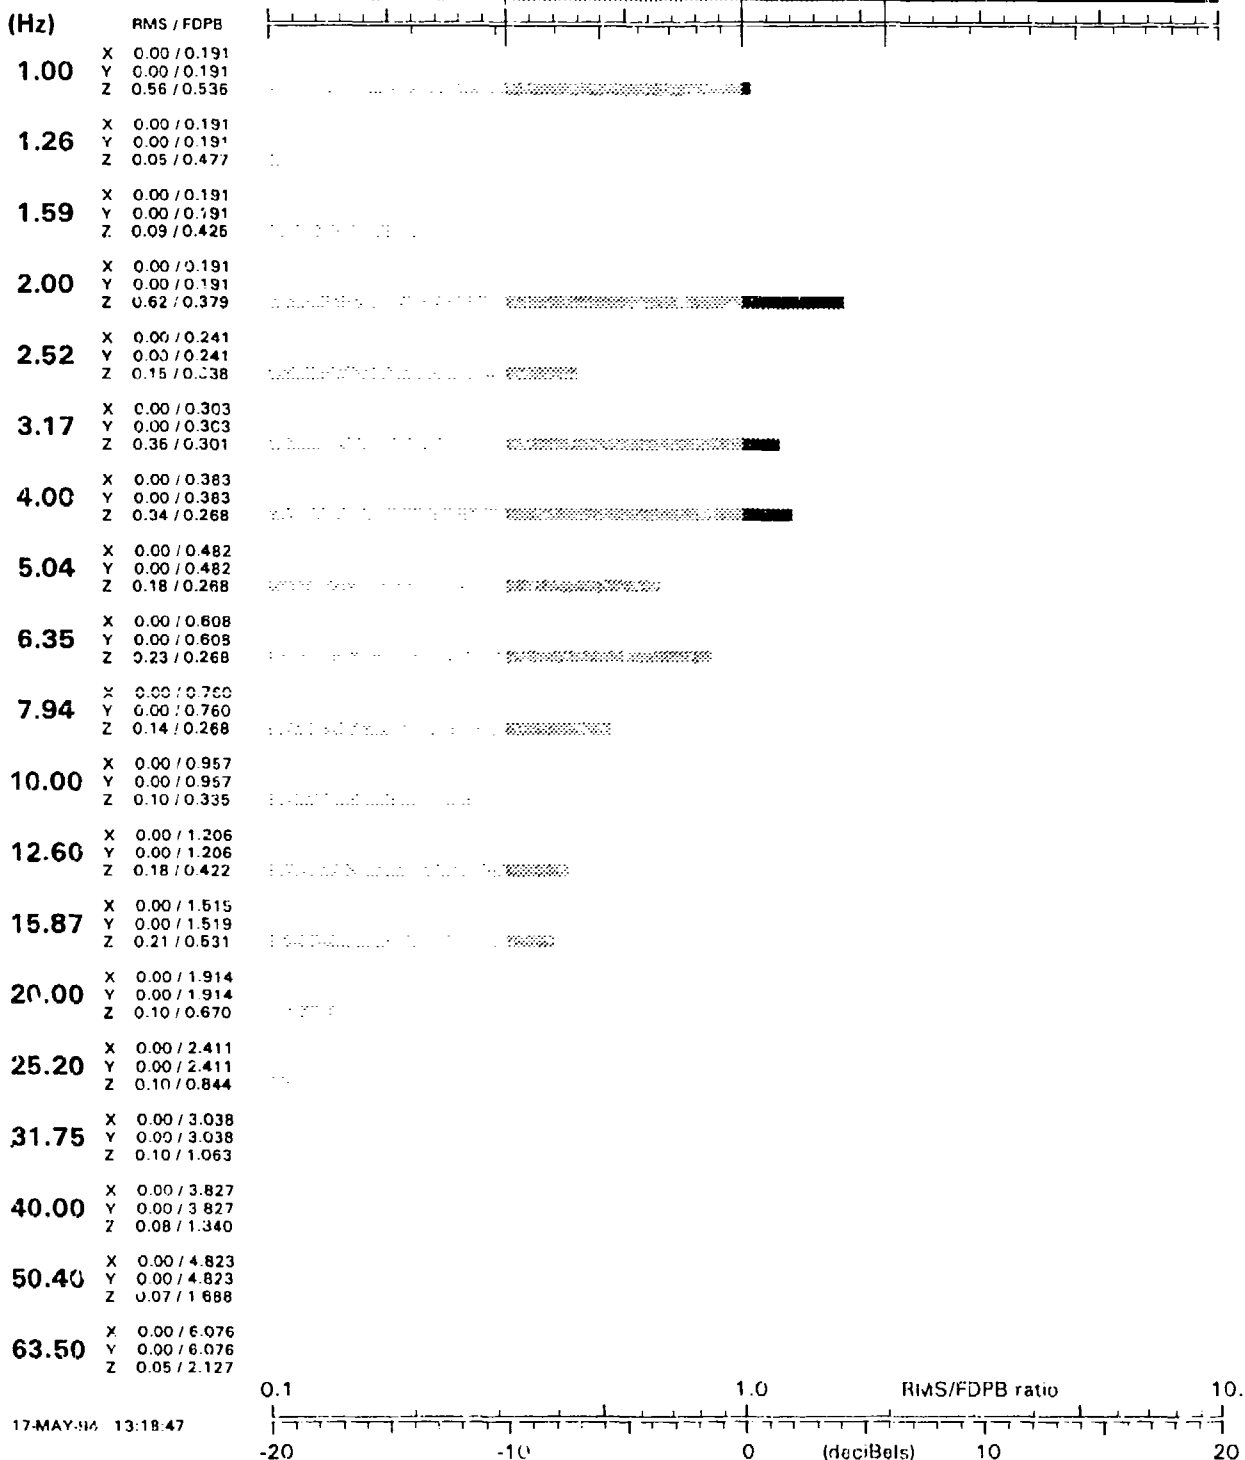 (Hz) RMS / FDPB
X 0.00 / 0.191
1.00 Y 0.00 / 0.191
Z 0.56 / 0.536
X 0.00 / 0.191
1.26 Y 0.00 / 0.191
Z 0.05 / 0.477
X 0.00 / 0.191
1.59 Y 0.00 / 0.191
Z 0.09 / 0.425
X 0.00 / 0.191
2.00 Y 0.00 / 0.191
Z 0.62 / 0.379
X 0.00 / 0.241
2.52 Y 0.00 / 0.241
Z 0.15 /
X 0.00 / 0.303
3.17 Y 0.00 / 0.303
Z 0.36 / 0.301
X 0.00 / 0.383
4.00 Y 0.00 / 0.383
Z 0.34 / 0.268
X 0.00 / 0.482
5.04 Y 0.00 / 0.482
Z 0.18 / 0.268
X 0.00 / 0.608
6.35 Y 0.00 / 0.608
Z 0.23 / 0.268
X 0.00 / 0.760
7.94 Y 0.00 / 0.760
Z 0.14 / 0.268
X 0.00 / 0.957
10.00 Y 0.00 / 0.957
Z 0.10 / 0.335
X 0.00 / 1.206
12.60 Y 0.00 / 1.206
Z 0.18 / 0.422
X 0.00 / 1.519
15.87 Y 0.00 / 1.519
Z 0.21 / 0.531
X 0.00 / 1.914
20.00 Y 0.00 / 1.914
Z 0.10 / 0.670
X 0.00 / 2.411
25.20 Y 0.00 / 2.411
Z 0.10 / 0.844
X 0.00 / 3.038
31.75 Y 0.00 / 3.038
Z 0.10 / 1.063
X 0.00 / 3.827
40.00 Y 0.00 / 3.827
Z 0.08 / 1.340
X 0.00 / 4.823
50.40 Y 0.00 / 4.823
Z 0.07 / 1.688
X 0.00 / 6.076
63.50 Y 0.00 / 6.076
Z 0.05 / 2.127
0.1 1.0 RMS/FDPB ratio 10.
17-MAY-94 13:18:47
-20 -10 0 (deciBels) 10 20